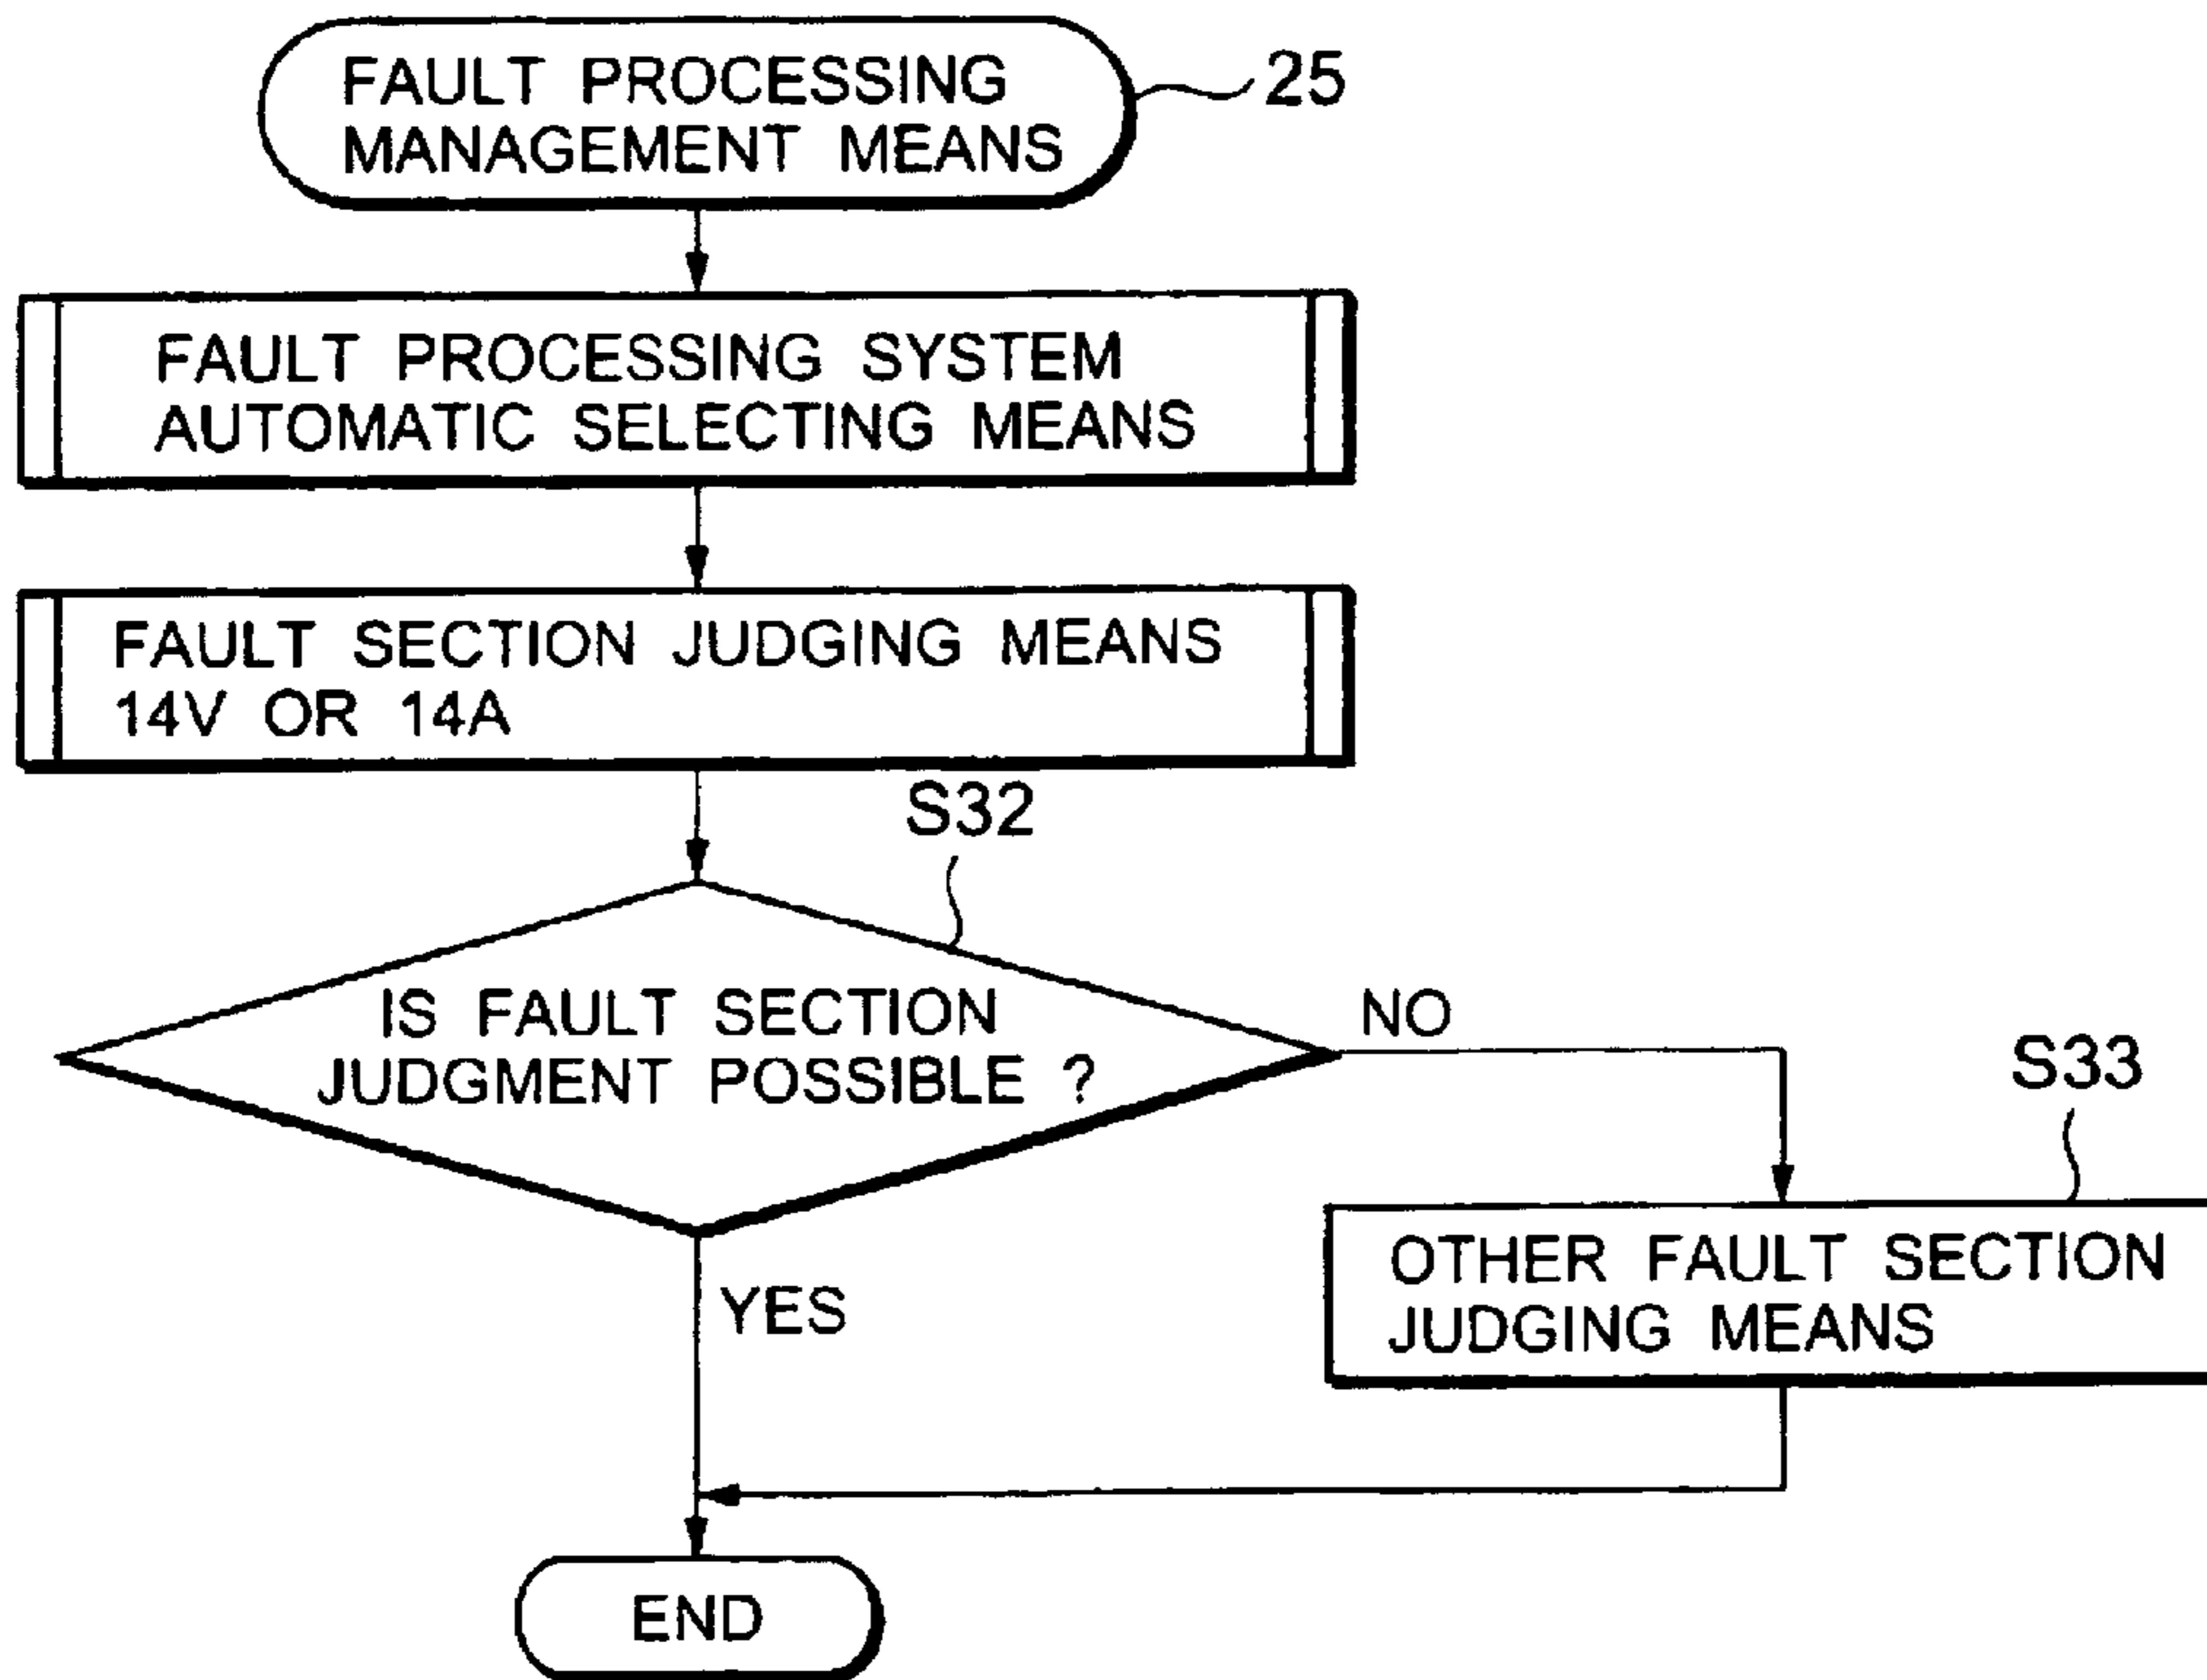 FAULT PROCESSING
MANAGEMENT MEANS
25
FAULT PROCESSING SYSTEM
AUTOMATIC SELECTING MEANS
FAULT SECTION JUDGING MEANS
14V OR 14A
S32
IS FAULT SECTION
JUDGMENT POSSIBLE ?
NO
S33
YES
OTHER FAULT SECTION
JUDGING MEANS
END